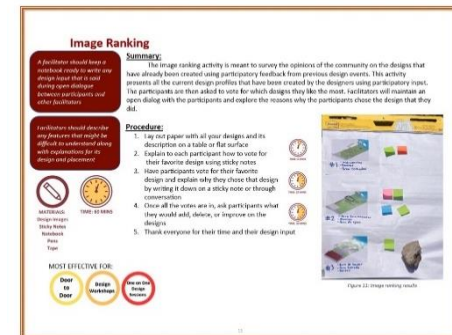 Image Ranking
A facilitator should keep a
notebook ready to write any
design input that is said
during open dialogue
between participants and
other facilitators
Facilitators should describe
any features that might be
difficult to understand along
with explanations for its
design and placement
MATERIALS:
Design Images
Sticky Notes
Notebook
Pens
Tape
TIME: 60 MINS
MOST EFFECTIVE FOR:
Door
to
Door
Design
Workshops
One on One
Design
Sessions
Summary:
The image ranking activity is meant to survey the opinions of the community on the designs that
have already been created using participatory feedback from previous design events. This activity
presents all the current design profiles that have been created by the designers using participatory input.
The participants are then asked to vote for which designs they like the most. Facilitators will maintain an
open dialog with the participants and explore the reasons why the participants chose the design that they
did.
Procedure:
1. Lay out paper with all your designs and its
description on a table or flat surface
2. Explain to each participant how to vote for
their favorite design using sticky notes
3. Have participants vote for their favorite
design and explain why they chose that design
by writing it down on a sticky note or through
conversation
4. Once all the votes are in, ask participants what
they would add, delete, or improve on the
designs
5. Thank everyone for their time and their design input
#1
#2
#3
Figure 11: Image ranking results